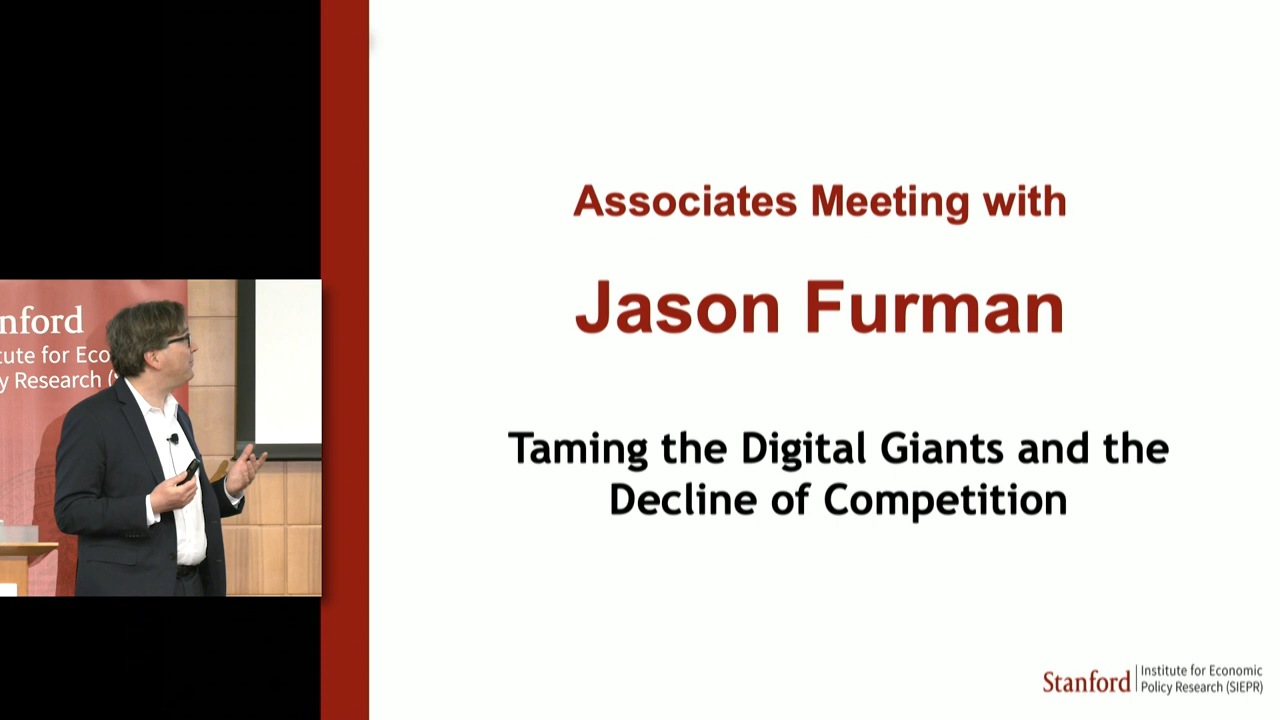 Associates Meeting with
Jason Furman
Taming the Digital Giants and the
Decline of Competition
nford
tute for Eco
y Research (
Stanford
Institute for Economic
Policy Research (SIEPR)